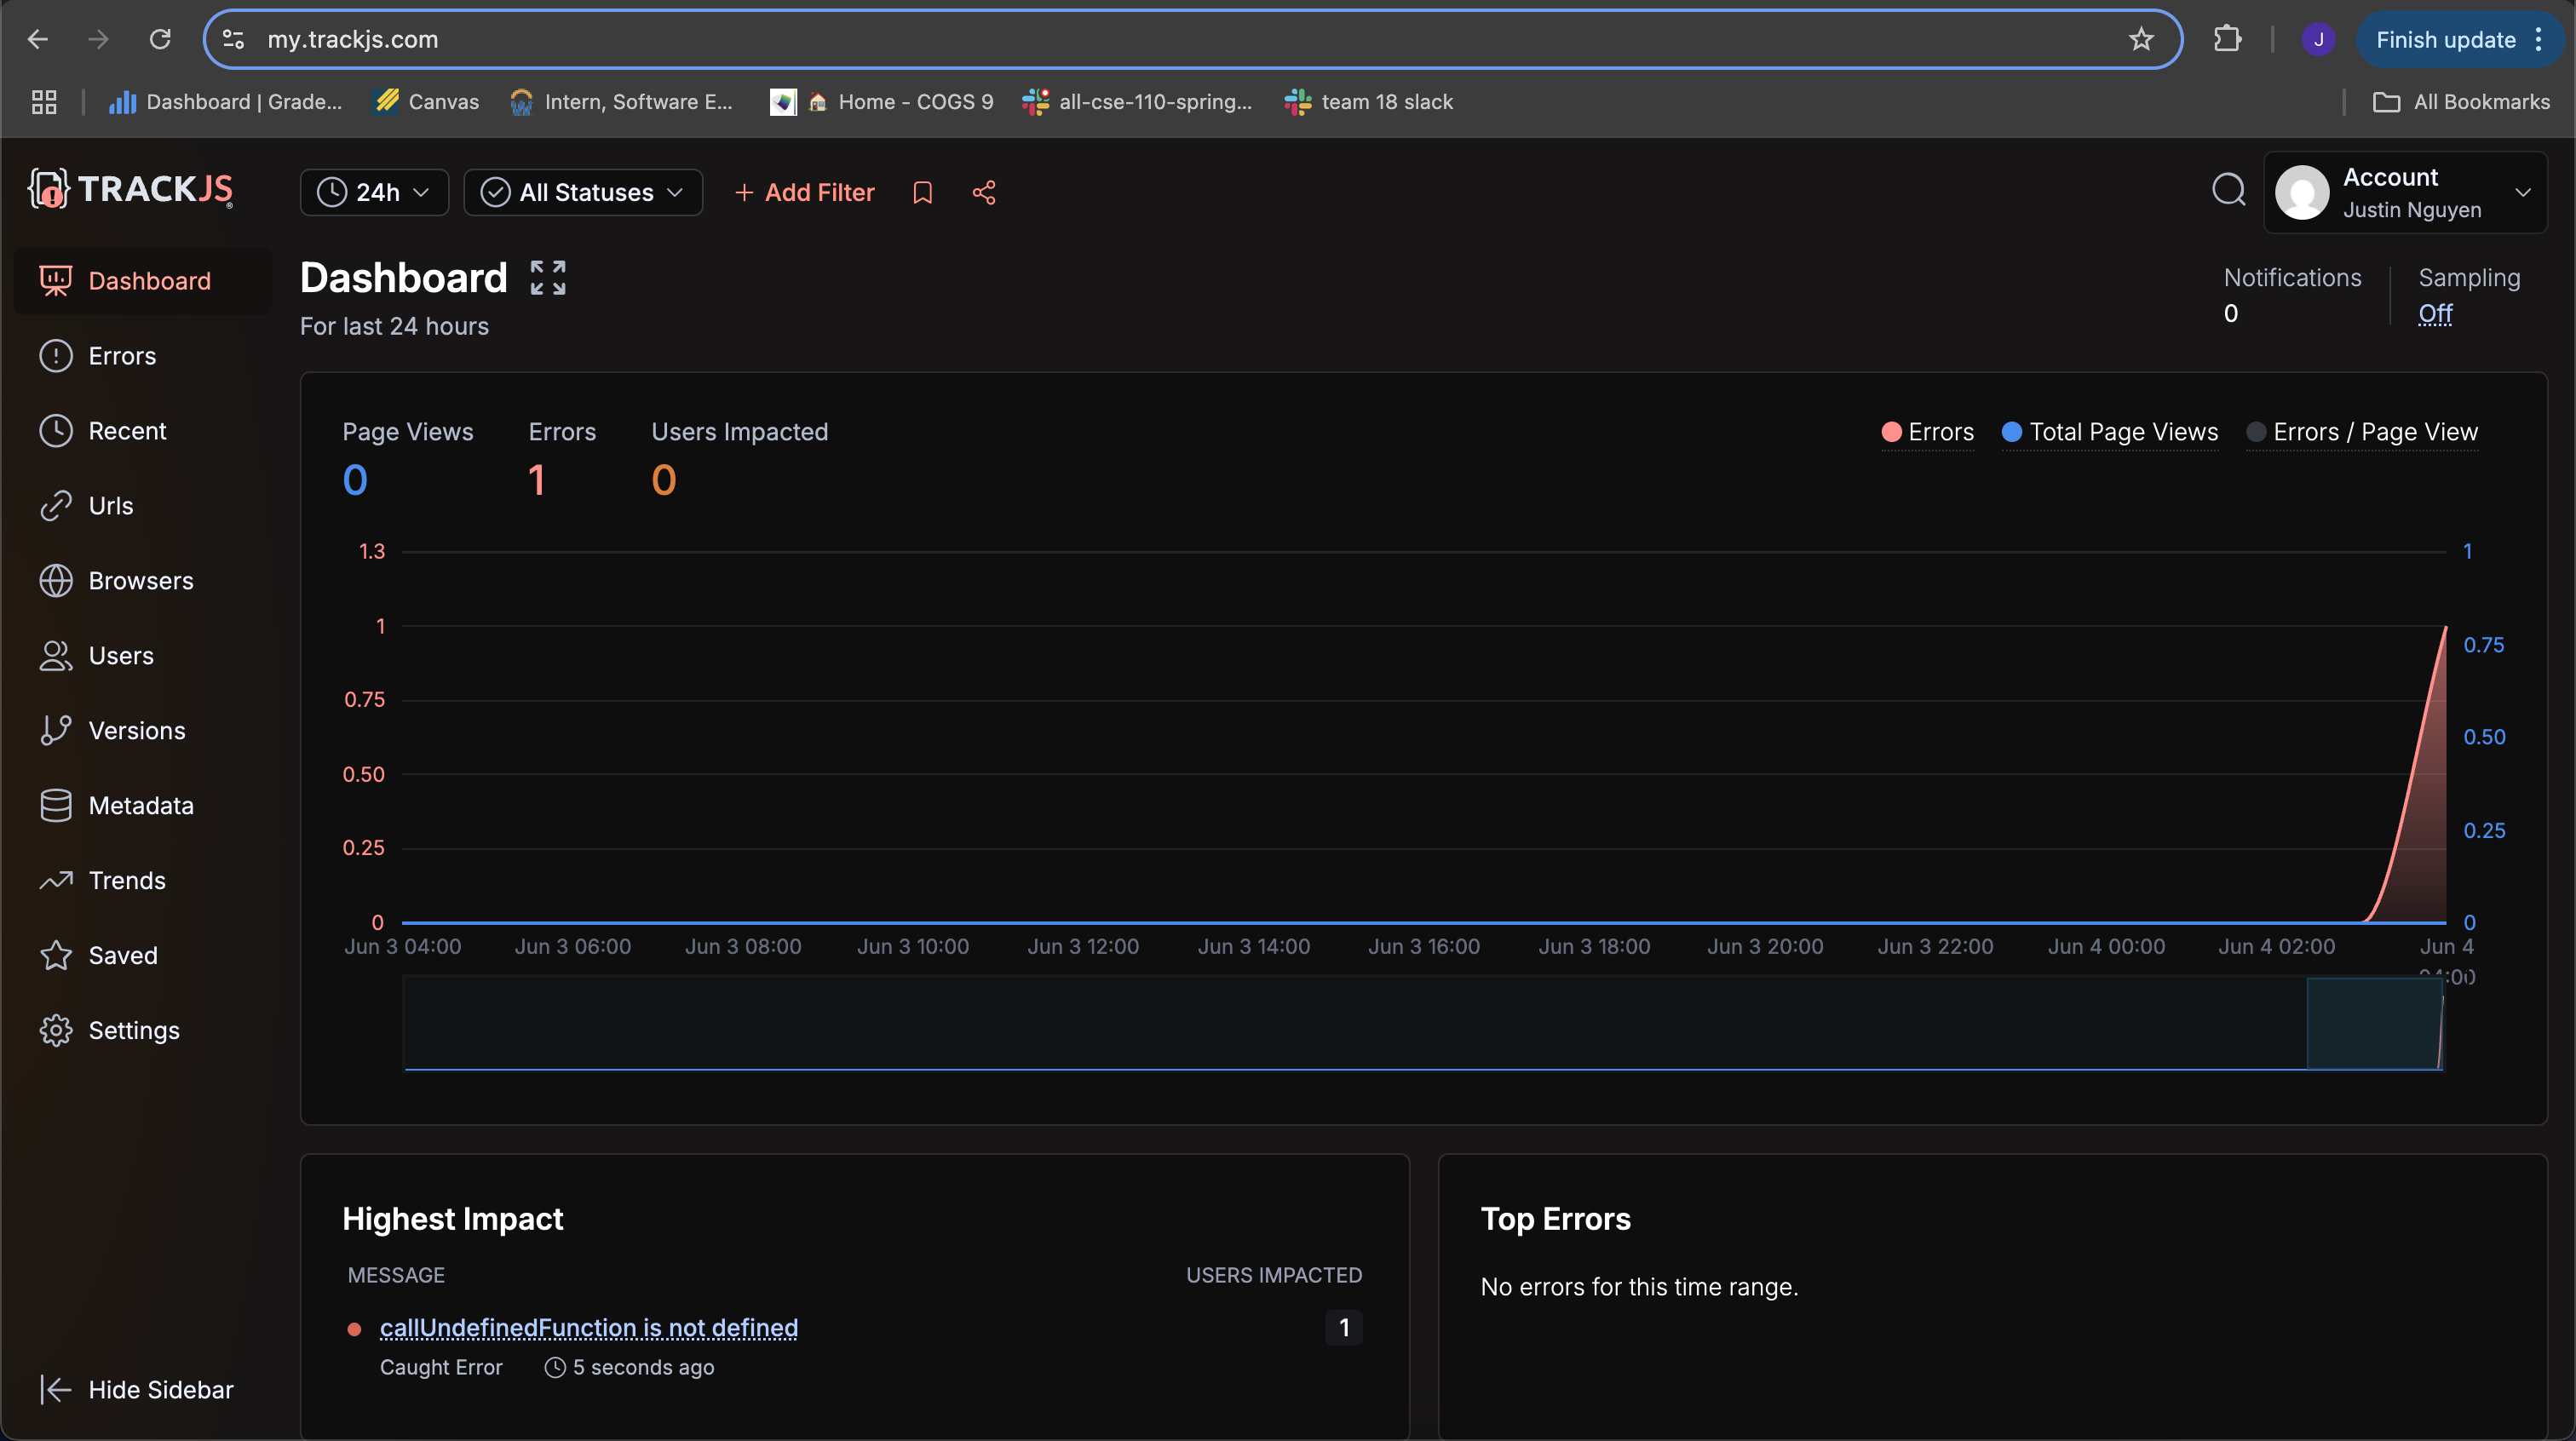 my.trackjs.com
J
Finish update
Dashboard | Grade...
Canvas
Intern, Software E...
Home - COGS 9
all-cse-110-spring...
team 18 slack
All Bookmarks
TRACKJS
24h
All Statuses
+ Add Filter
Account
Justin Nguyen
Dashboard
Errors
Recent
Urls
Browsers
Users
Versions
Metadata
Trends
Saved
Settings
Hide Sidebar
Dashboard
For last 24 hours
Notifications
0
Sampling
Off
Page Views
0
Errors
1
Users Impacted
0
Errors
Total Page Views
Errors / Page View
1.3
1
0.75
0.50
0.25
0
1
0.75
0.50
0.25
0
Jun 3 04:00
Jun 3 06:00
Jun 3 08:00
Jun 3 10:00
Jun 3 12:00
Jun 3 14:00
Jun 3 16:00
Jun 3 18:00
Jun 3 20:00
Jun 3 22:00
Jun 4 00:00
Jun 4 02:00
Jun 4
04:00
Highest Impact
MESSAGE
USERS IMPACTED
callUndefinedFunction is not defined
1
Caught Error
5 seconds ago
Top Errors
No errors for this time range.